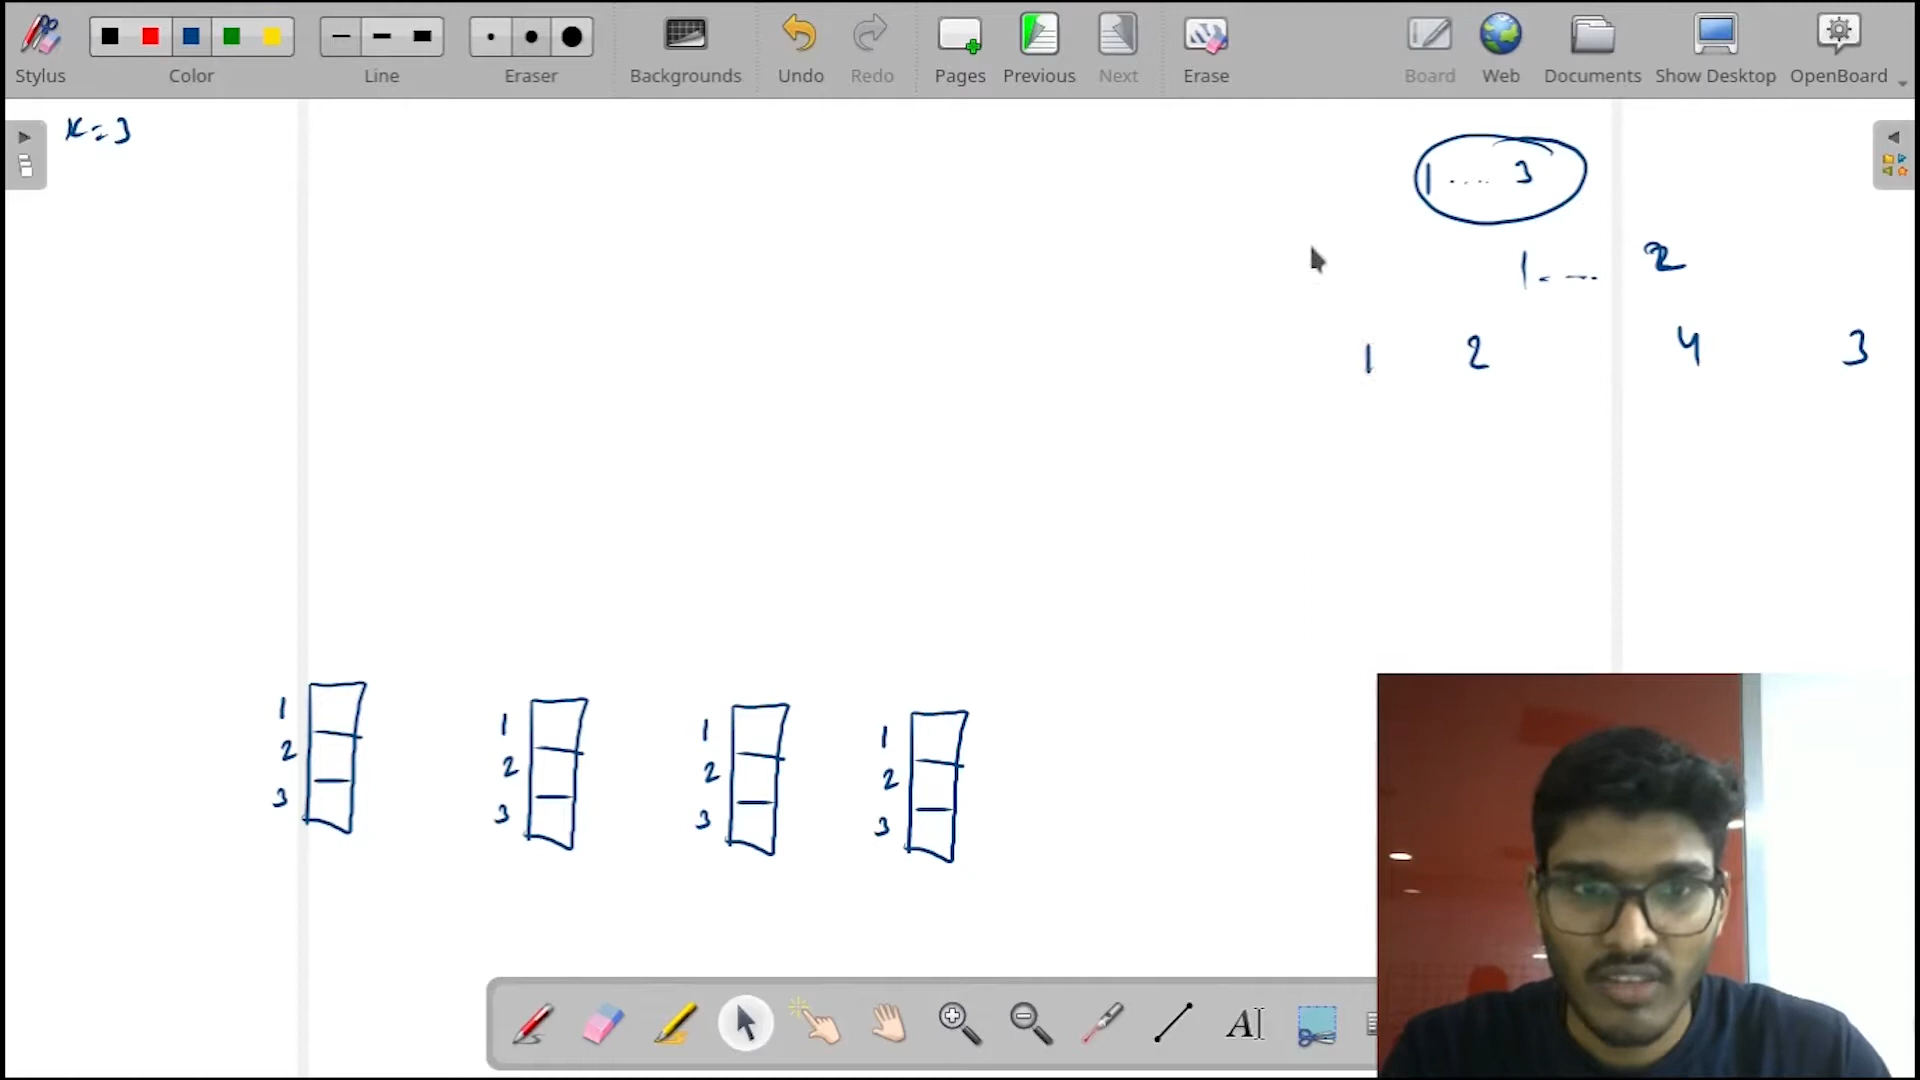 Stylus Color Line Eraser Backgrounds Undo Redo Pages Previous Next Erase Board Web Documents Show Desktop OpenBoard
K=3
1 .... 3
1 .... 2
1 2 4 3
1 1 1 1
2 2 2 2
3 3 3 3
A